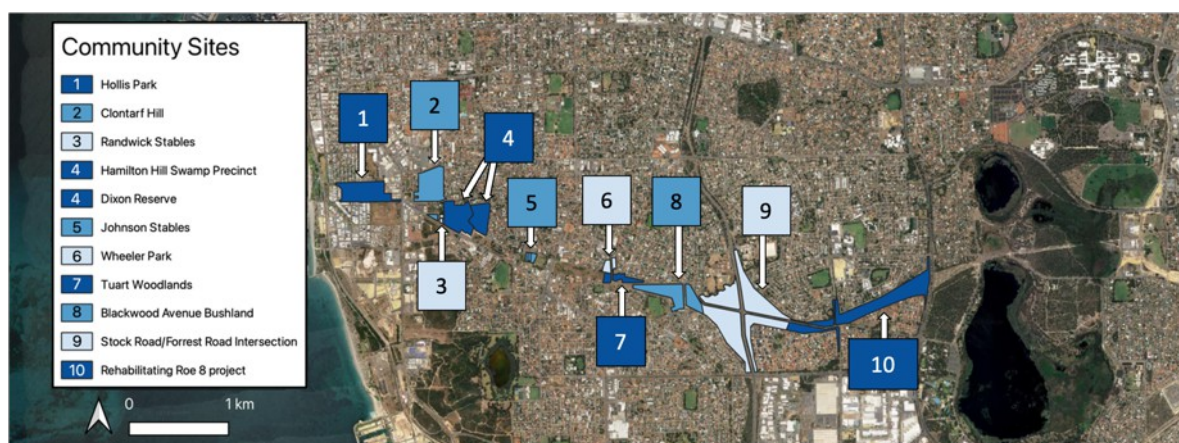 Community Sites
1 Hollis Park
2 Clontarf Hill
3 Randwick Stables
4 Hamilton Hill Swamp Precinct
4 Dixon Reserve
5 Johnson Stables
6 Wheeler Park
7 Tuart Woodlands
8 Blackwood Avenue Bushland
9 Stock Road/Forrest Road Intersection
10 Rehabilitating Roe 8 project
0 1 km
1
2
4
3
5
6
8
9
7
10